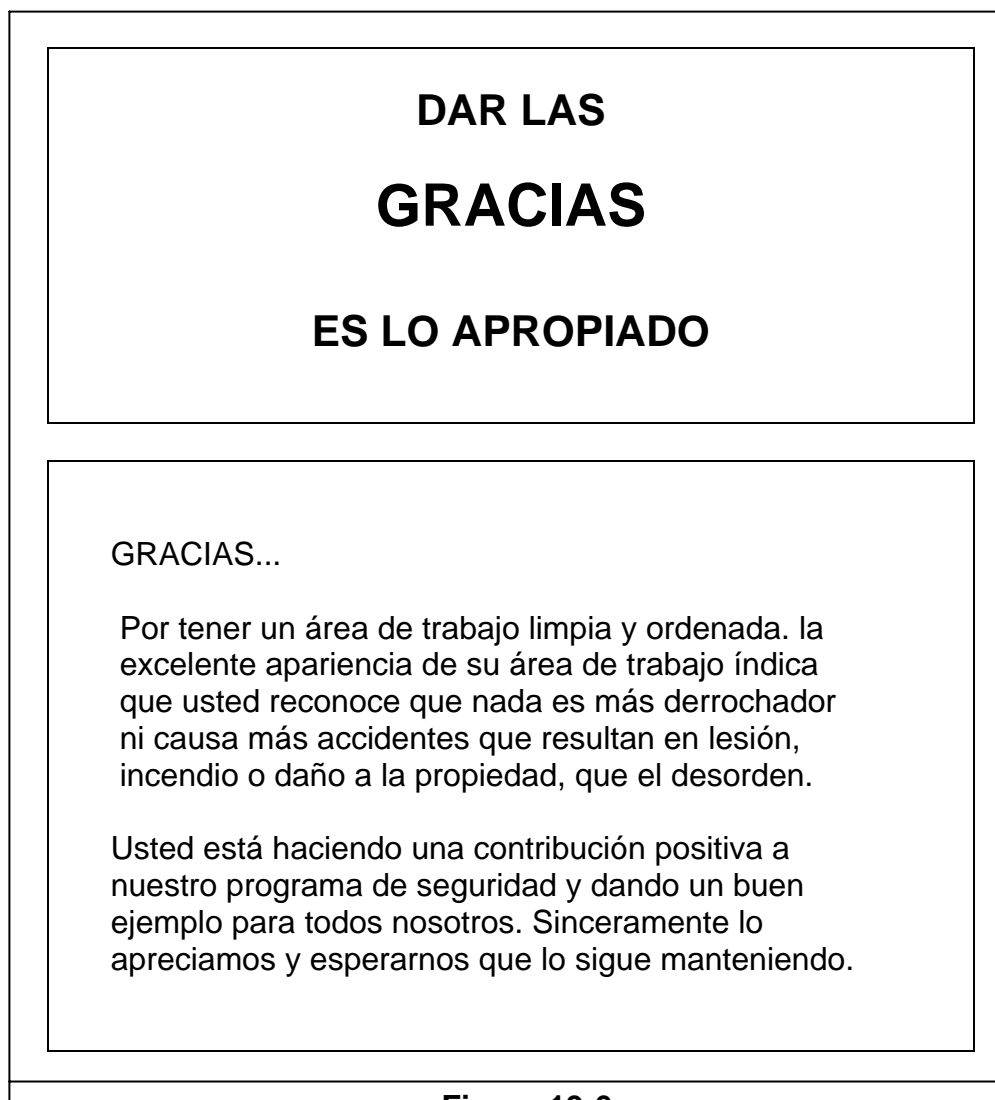 DAR LAS
GRACIAS
ES LO APROPIADO
GRACIAS...
Por tener un área de trabajo limpia y ordenada. la
excelente apariencia de su área de trabajo índica
que usted reconoce que nada es más derrochador
ni causa más accidentes que resultan en lesión,
incendio o daño a la propiedad, que el desorden.
Usted está haciendo una contribución positiva a
nuestro programa de seguridad y dando un buen
ejemplo para todos nosotros. Sinceramente lo
apreciamos y esperarnos que lo sigue manteniendo.